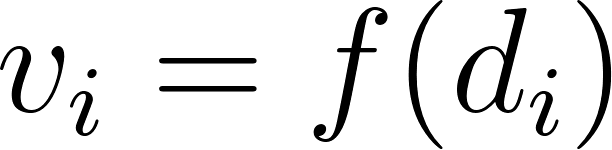 v_i = f(d_i)